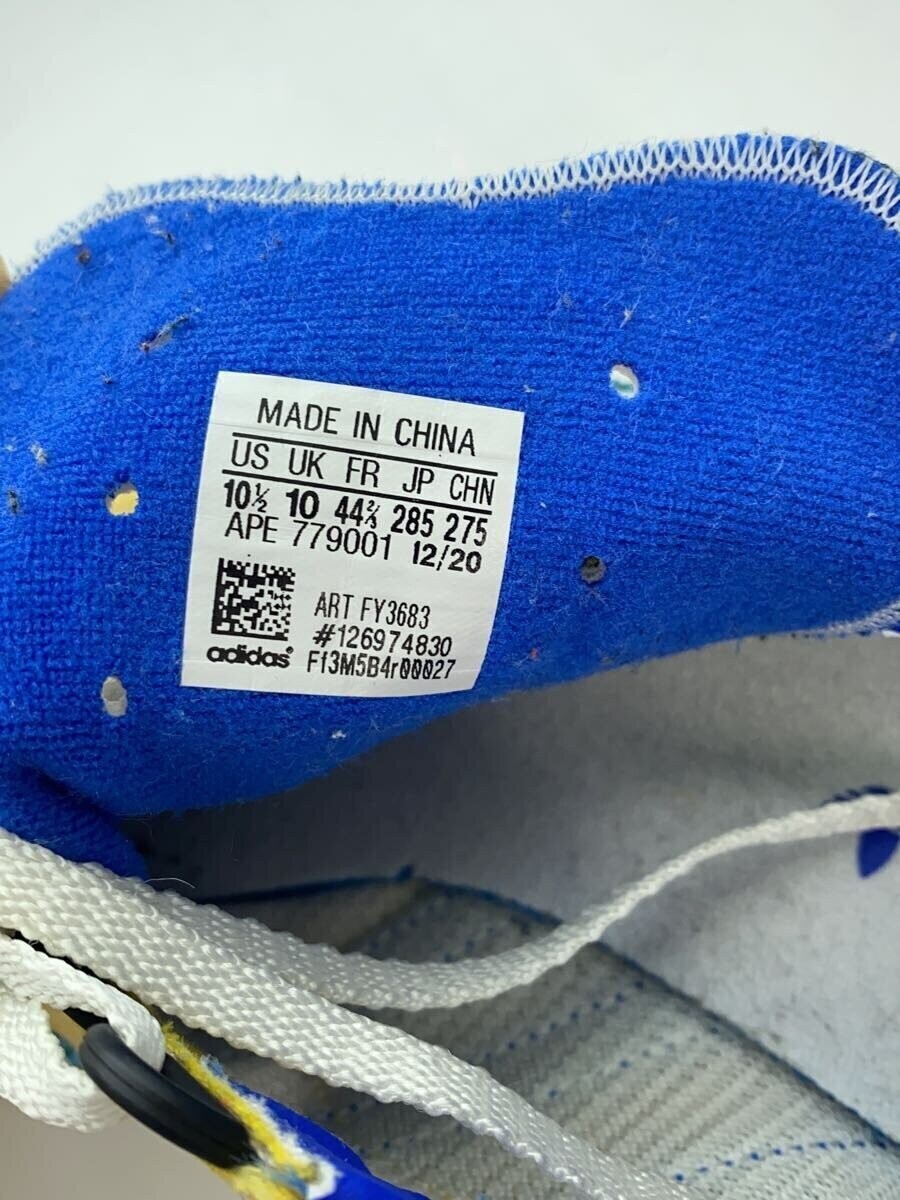 MADE IN CHINA
US UK FR JP CHN
10½ 10 44⅔ 285 275
APE 779001 12/20
ART FY3683
#126974830
adidas® F13M5B4r00027